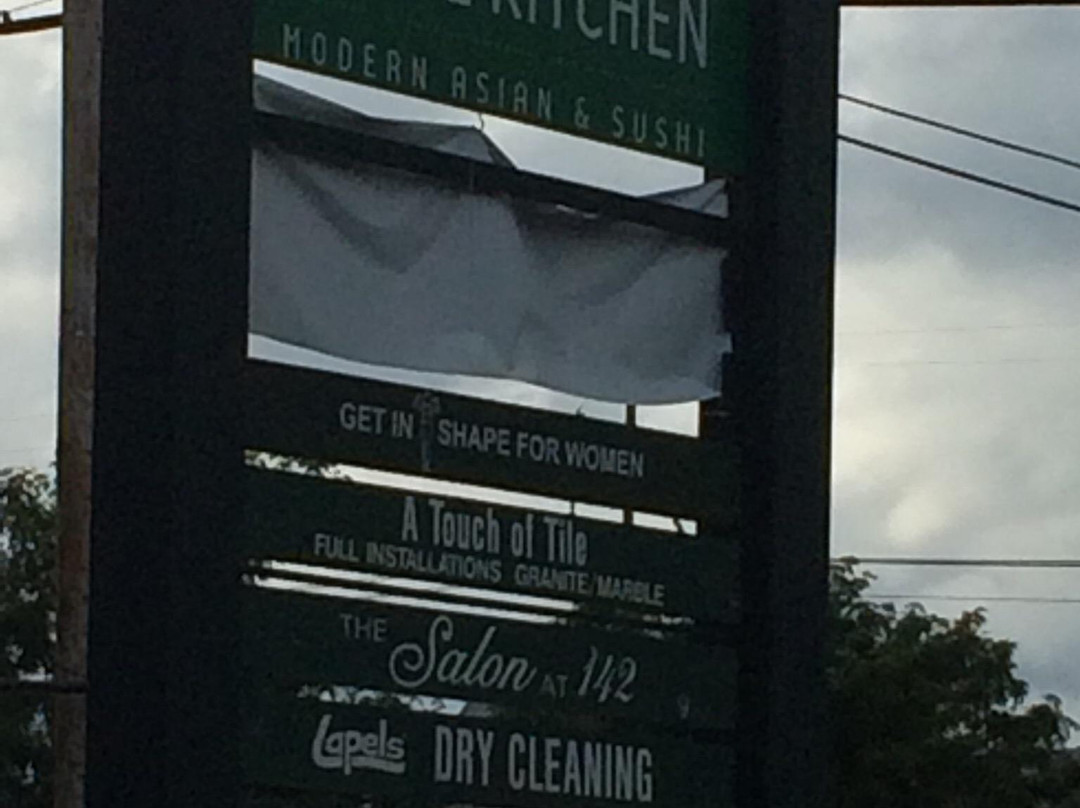 KITCHEN
MODERN ASIAN & SUSHI
GET IN SHAPE FOR WOMEN
A Touch of Tile
FULL INSTALLATIONS GRANITE/MARBLE
THE Salon AT 142
Lapels DRY CLEANING